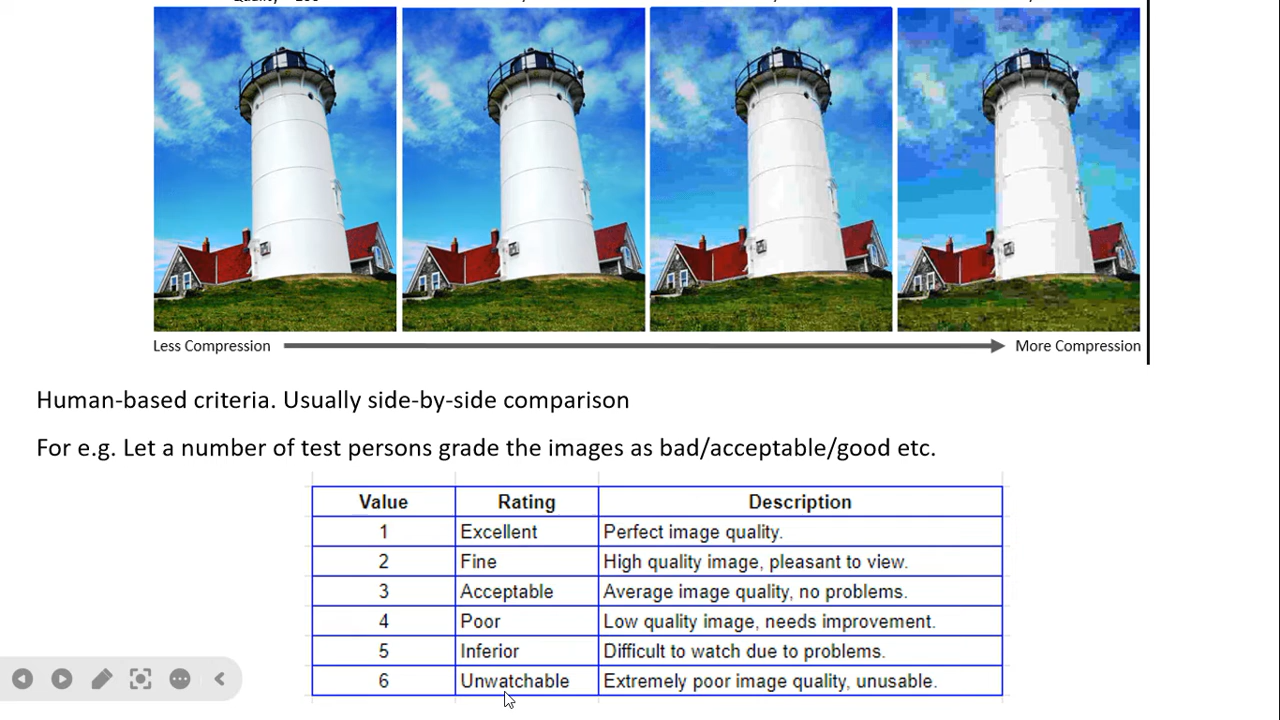 Less Compression
More Compression
Human-based criteria. Usually side-by-side comparison
For e.g. Let a number of test persons grade the images as bad/acceptable/good etc.
Value Rating Description
1 Excellent Perfect image quality.
2 Fine High quality image, pleasant to view.
3 Acceptable Average image quality, no problems.
4 Poor Low quality image, needs improvement.
5 Inferior Difficult to watch due to problems.
6 Unwatchable Extremely poor image quality, unusable.